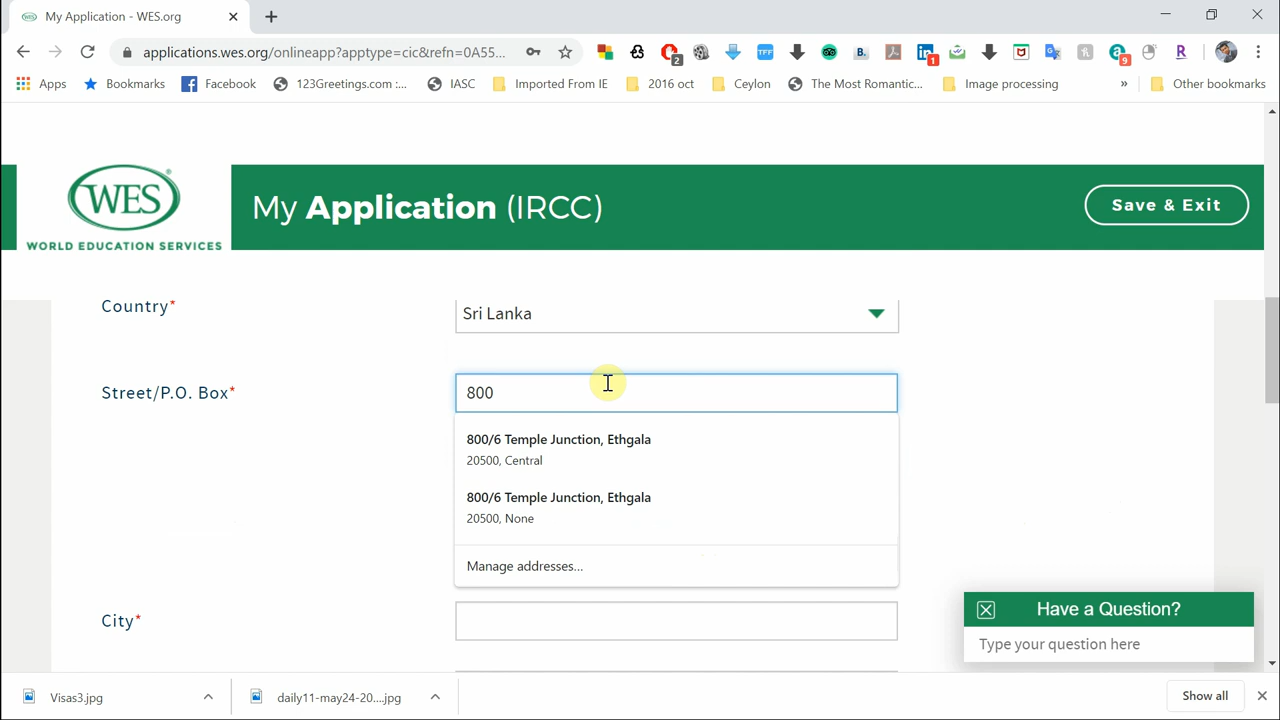 My Application - WES.org
applications.wes.org/onlineapp?apptype=cic&refn=0A55...
2
TFF
B.
1
9
R
Apps
Bookmarks
Facebook
123Greetings.com :...
IASC
Imported From IE
2016 oct
Ceylon
The Most Romantic...
Image processing
»
Other bookmarks
WES
WORLD EDUCATION SERVICES
My Application (IRCC)
Save & Exit
Country*
Sri Lanka
Street/P.O. Box*
800
800/6 Temple Junction, Ethgala
20500, Central
800/6 Temple Junction, Ethgala
20500, None
Manage addresses...
City*
Have a Question?
Type your question here
Visas3.jpg
daily11-may24-20....jpg
Show all